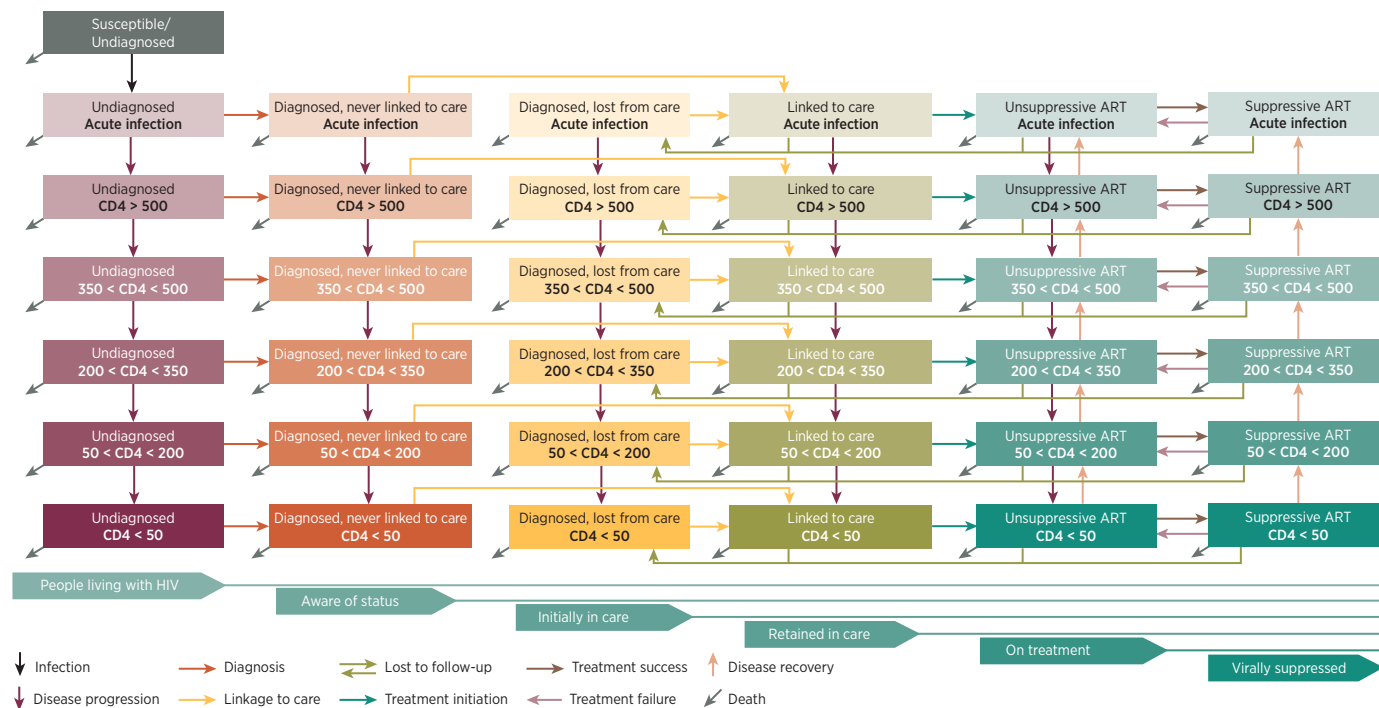 Susceptible/
Undiagnosed
Undiagnosed
Acute infection
Diagnosed, never linked to care
Acute infection
Diagnosed, lost from care
Acute infection
Linked to care
Acute infection
Unsuppressive ART
Acute infection
Suppressive ART
Acute infection
Undiagnosed
CD4 > 500
Diagnosed, never linked to care
CD4 > 500
Diagnosed, lost from care
CD4 > 500
Linked to care
CD4 > 500
Unsuppressive ART
CD4 > 500
Suppressive ART
CD4 > 500
Undiagnosed
350 < CD4 < 500
Diagnosed, never linked to care
350 < CD4 < 500
Diagnosed, lost from care
350 < CD4 < 500
Linked to care
350 < CD4 < 500
Unsuppressive ART
350 < CD4 < 500
Suppressive ART
350 < CD4 < 500
Undiagnosed
200 < CD4 < 350
Diagnosed, never linked to care
200 < CD4 < 350
Diagnosed, lost from care
200 < CD4 < 350
Linked to care
200 < CD4 < 350
Unsuppressive ART
200 < CD4 < 350
Suppressive ART
200 < CD4 < 350
Undiagnosed
50 < CD4 < 200
Diagnosed, never linked to care
50 < CD4 < 200
Diagnosed, lost from care
50 < CD4 < 200
Linked to care
50 < CD4 < 200
Unsuppressive ART
50 < CD4 < 200
Suppressive ART
50 < CD4 < 200
Undiagnosed
CD4 < 50
Diagnosed, never linked to care
CD4 < 50
Diagnosed, lost from care
CD4 < 50
Linked to care
CD4 < 50
Unsuppressive ART
CD4 < 50
Suppressive ART
CD4 < 50
People living with HIV
Aware of status
Initially in care
Retained in care
On treatment
Virally suppressed
Infection
Diagnosis
Lost to follow-up
Treatment success
Disease recovery
Disease progression
Linkage to care
Treatment initiation
Treatment failure
Death